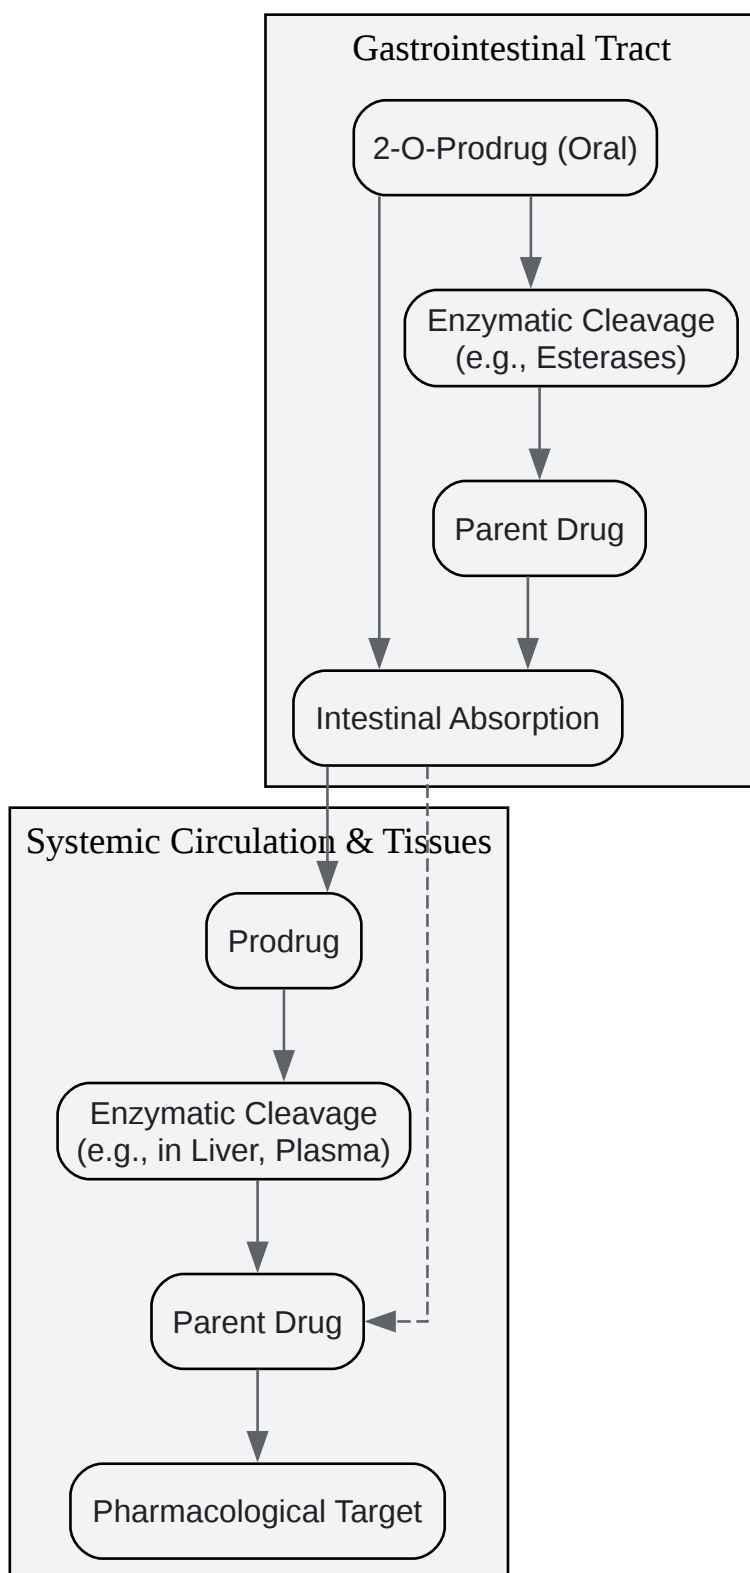 Gastrointestinal Tract
2-O-Prodrug (Oral)
Enzymatic Cleavage
(e.g., Esterases)
Parent Drug
Intestinal Absorption
Systemic Circulation & Tissues
Prodrug
Enzymatic Cleavage
(e.g., in Liver, Plasma)
Parent Drug
Pharmacological Target